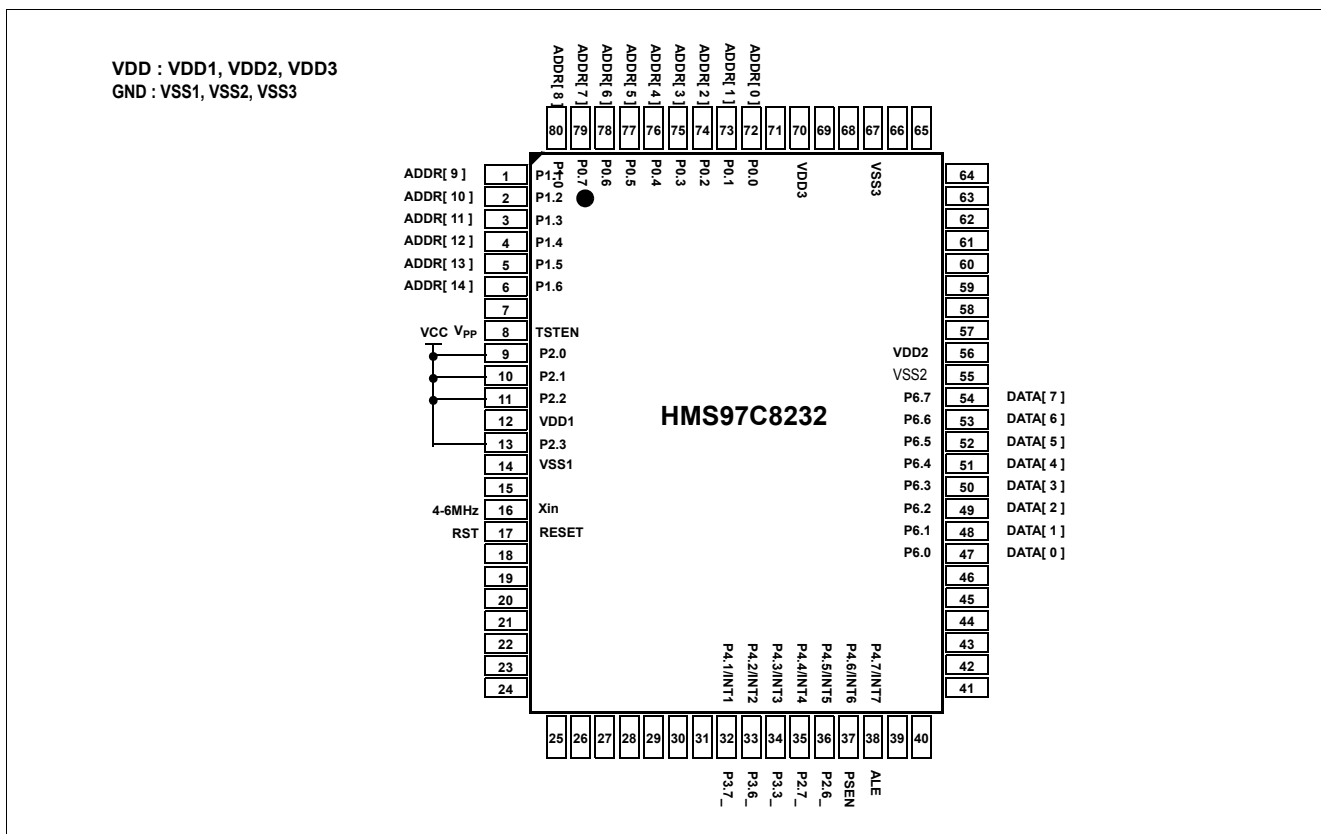 VDD : VDD1, VDD2, VDD3
GND : VSS1, VSS2, VSS3
ADDR[ 8 ] ADDR[ 7 ] ADDR[ 6 ] ADDR[ 5 ] ADDR[ 4 ] ADDR[ 3 ] ADDR[ 2 ] ADDR[ 1 ] ADDR[ 0 ]
80 79 78 77 76 75 74 73 72 71 70 69 68 67 66 65
P1.0 P0.7 P0.6 P0.5 P0.4 P0.3 P0.2 P0.1 P0.0 VDD3 VSS3
ADDR[ 9 ] 1 P1.1 64
ADDR[ 10 ] 2 P1.2 63
ADDR[ 11 ] 3 P1.3 62
ADDR[ 12 ] 4 P1.4 61
ADDR[ 13 ] 5 P1.5 60
ADDR[ 14 ] 6 P1.6 59
7 58
VCC VPP 8 TSTEN 57
9 P2.0 VDD2 56
10 P2.1 VSS2 55
11 P2.2 P6.7 54 DATA[ 7 ]
HMS97C8232
12 VDD1 P6.6 53 DATA[ 6 ]
13 P2.3 P6.5 52 DATA[ 5 ]
14 VSS1 P6.4 51 DATA[ 4 ]
15 P6.3 50 DATA[ 3 ]
4-6MHz 16 Xin P6.2 49 DATA[ 2 ]
RST 17 RESET P6.1 48 DATA[ 1 ]
18 P6.0 47 DATA[ 0 ]
19 46
20 45
21 44
22 43
23 42
24 41
P4.1/INT1 P4.2/INT2 P4.3/INT3 P4.4/INT4 P4.5/INT5 P4.6/INT6 P4.7/INT7
25 26 27 28 29 30 31 32 33 34 35 36 37 38 39 40
P3.7_ P3.6_ P3.3_ P2.7_ P2.6_ PSEN ALE